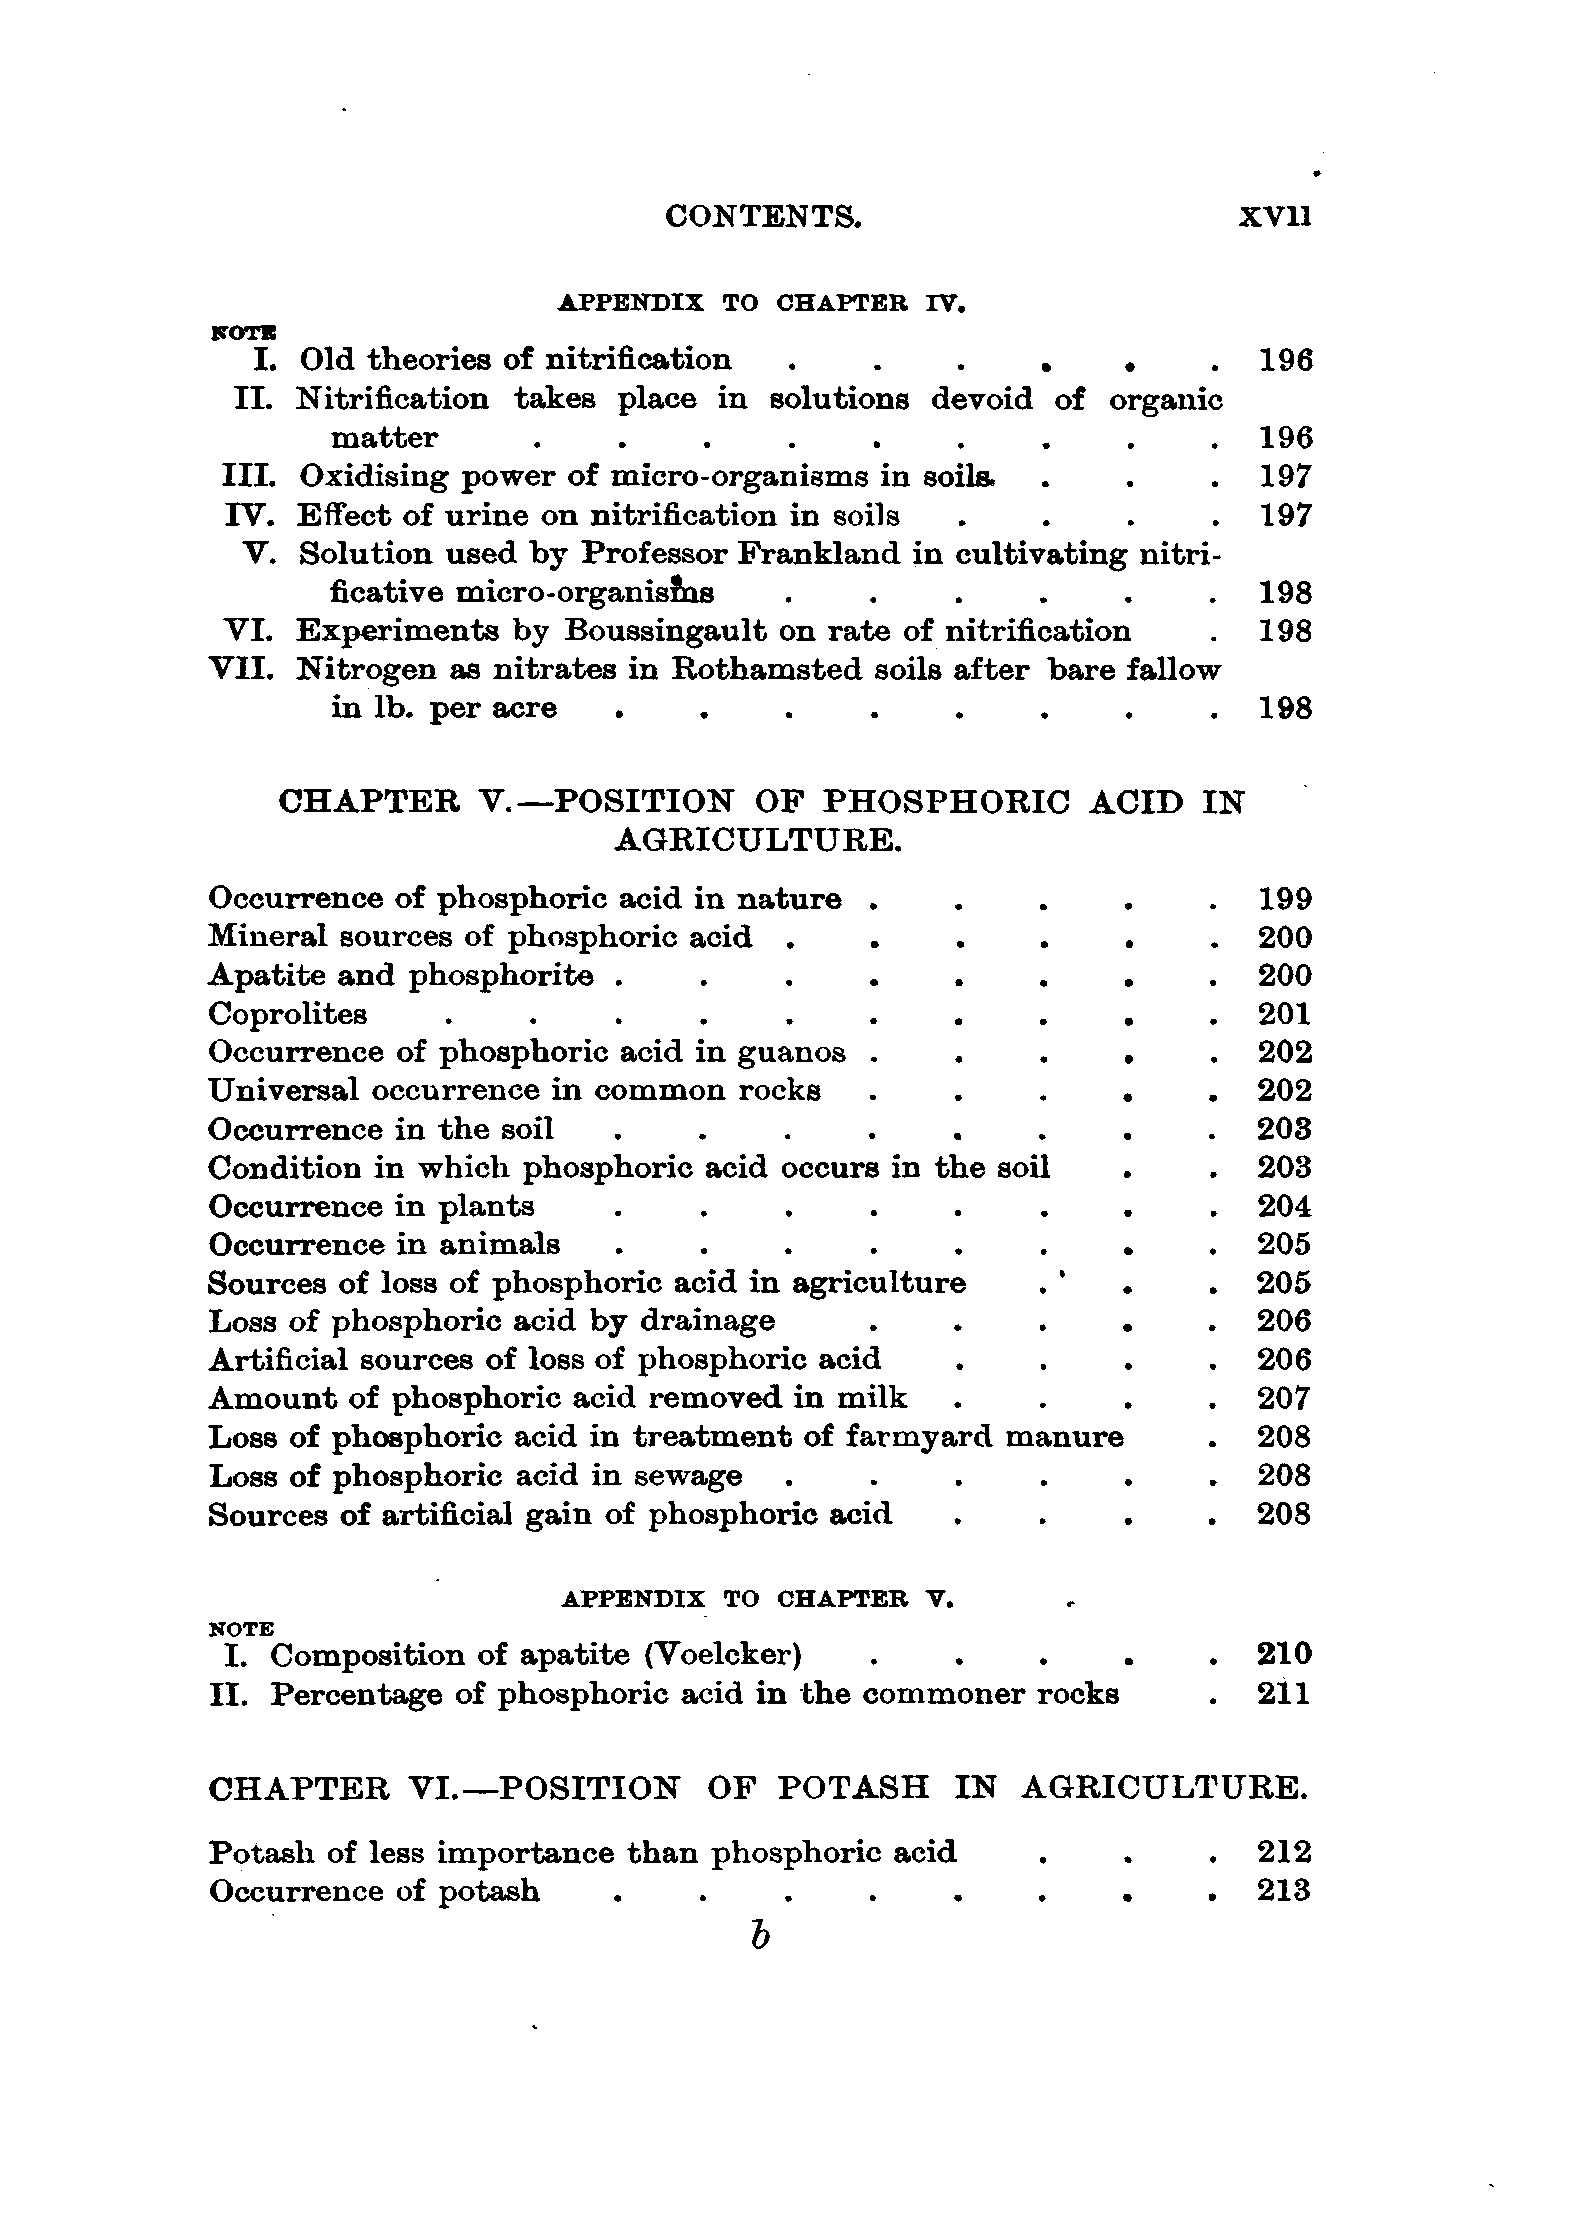 CONTENTS. xvii
APPENDIX TO CHAPTER IV.
NOTE
I. Old theories of nitrification . . . . . . 196
II. Nitrification takes place in solutions devoid of organic
matter . . . . . . . . . 196
III. Oxidising power of micro-organisms in soils. . . . 197
IV. Effect of urine on nitrification in soils . . . . 197
V. Solution used by Professor Frankland in cultivating nitri-
ficative micro-organisms . . . . . . 198
VI. Experiments by Boussingault on rate of nitrification . 198
VII. Nitrogen as nitrates in Rothamsted soils after bare fallow
in lb. per acre . . . . . . . . 198
CHAPTER V.—POSITION OF PHOSPHORIC ACID IN
AGRICULTURE.
Occurrence of phosphoric acid in nature . . . . . 199
Mineral sources of phosphoric acid . . . . . . 200
Apatite and phosphorite . . . . . . . . 200
Coprolites . . . . . . . . . . 201
Occurrence of phosphoric acid in guanos . . . . . 202
Universal occurrence in common rocks . . . . . 202
Occurrence in the soil . . . . . . . . 203
Condition in which phosphoric acid occurs in the soil . . 203
Occurrence in plants . . . . . . . . 204
Occurrence in animals . . . . . . . . 205
Sources of loss of phosphoric acid in agriculture . . . 205
Loss of phosphoric acid by drainage . . . . . 206
Artificial sources of loss of phosphoric acid . . . . 206
Amount of phosphoric acid removed in milk . . . . 207
Loss of phosphoric acid in treatment of farmyard manure . 208
Loss of phosphoric acid in sewage . . . . . . 208
Sources of artificial gain of phosphoric acid . . . . 208
APPENDIX TO CHAPTER V.
NOTE
I. Composition of apatite (Voelcker) . . . . . 210
II. Percentage of phosphoric acid in the commoner rocks . 211
CHAPTER VI.—POSITION OF POTASH IN AGRICULTURE.
Potash of less importance than phosphoric acid . . . 212
Occurrence of potash . . . . . . . . 213
b